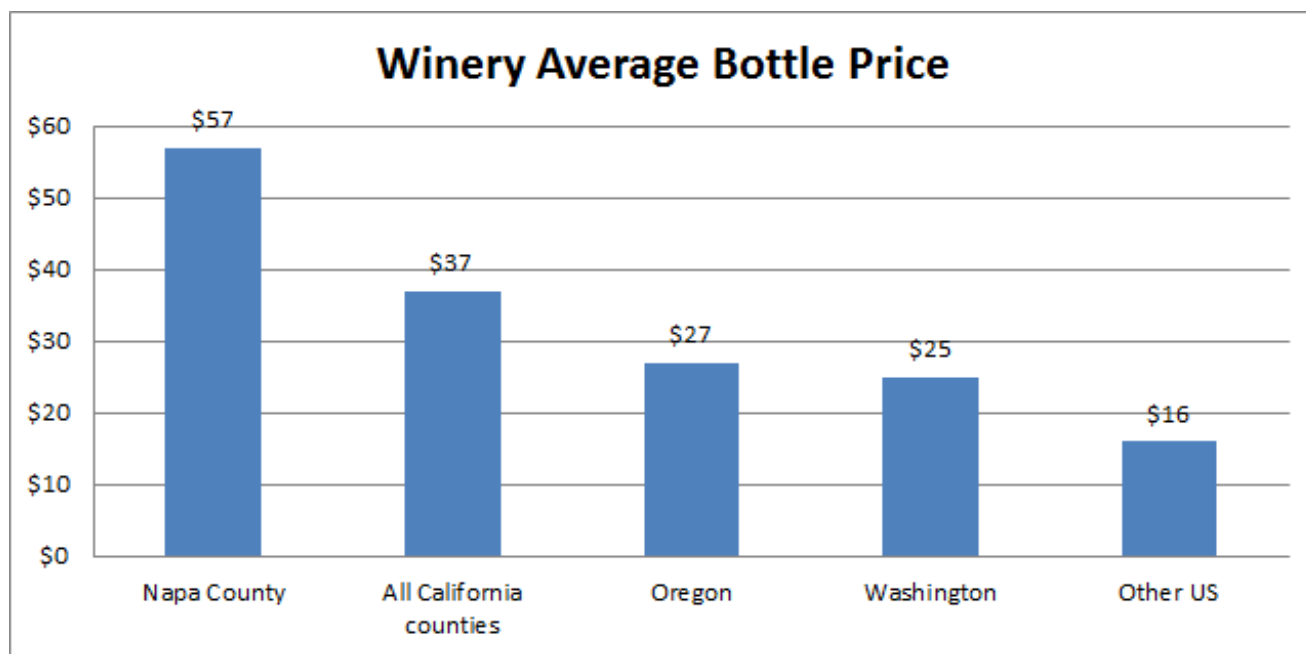 Winery Average Bottle Price
$60
$50
$40
$30
$20
$10
$0
$57
$37
$27
$25
$16
Napa County
All California
counties
Oregon
Washington
Other US